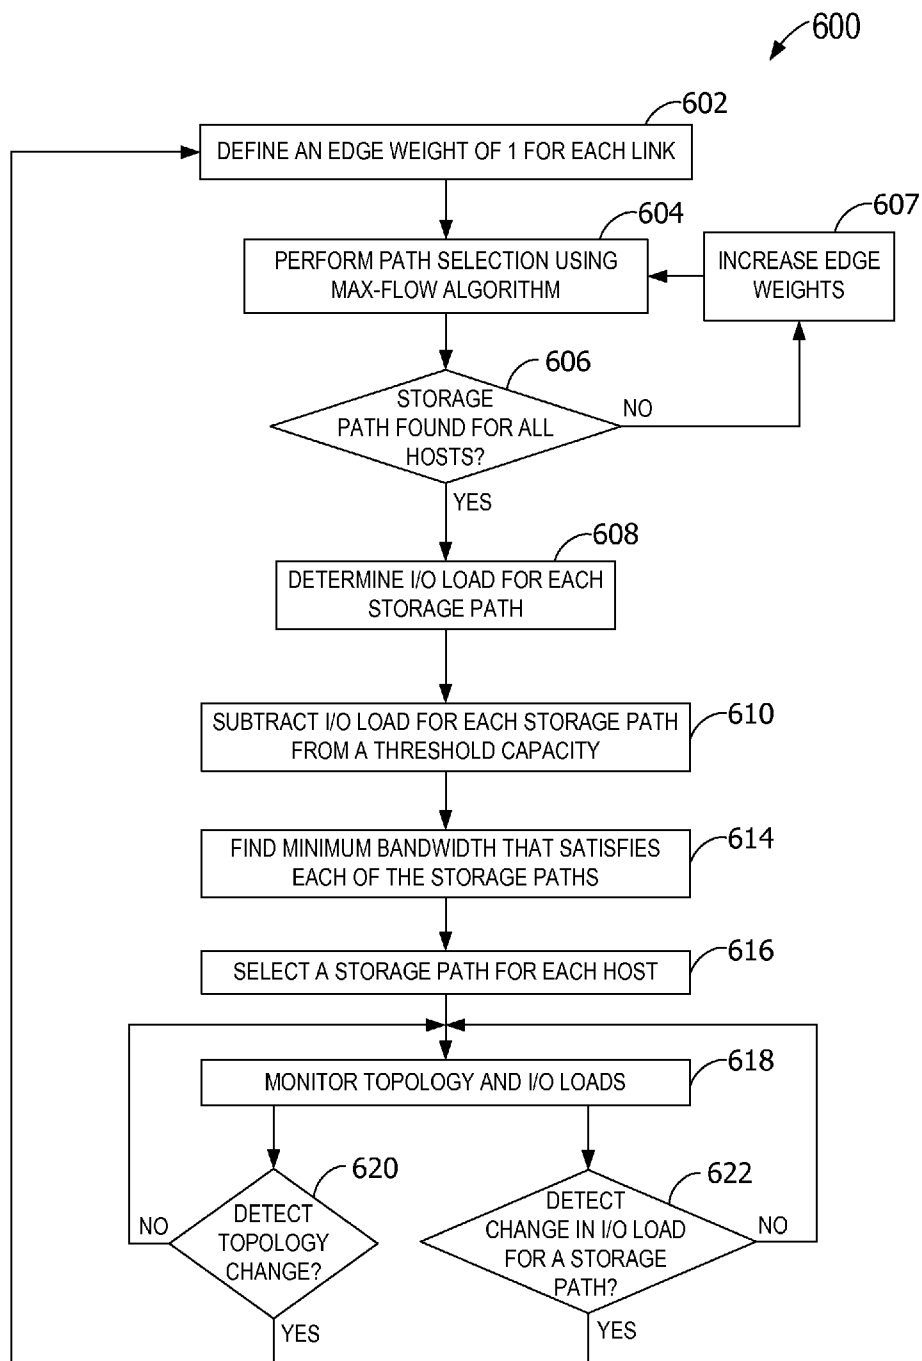 600
602
DEFINE AN EDGE WEIGHT OF 1 FOR EACH LINK
604
PERFORM PATH SELECTION USING
MAX-FLOW ALGORITHM
607
INCREASE EDGE
WEIGHTS
606
STORAGE
PATH FOUND FOR ALL
HOSTS?
NO
YES
608
DETERMINE I/O LOAD FOR EACH
STORAGE PATH
SUBTRACT I/O LOAD FOR EACH STORAGE PATH
FROM A THRESHOLD CAPACITY
610
FIND MINIMUM BANDWIDTH THAT SATISFIES
EACH OF THE STORAGE PATHS
614
SELECT A STORAGE PATH FOR EACH HOST
616
MONITOR TOPOLOGY AND I/O LOADS
618
620
DETECT
TOPOLOGY
CHANGE?
NO
YES
622
DETECT
CHANGE IN I/O LOAD
FOR A STORAGE
PATH?
NO
YES